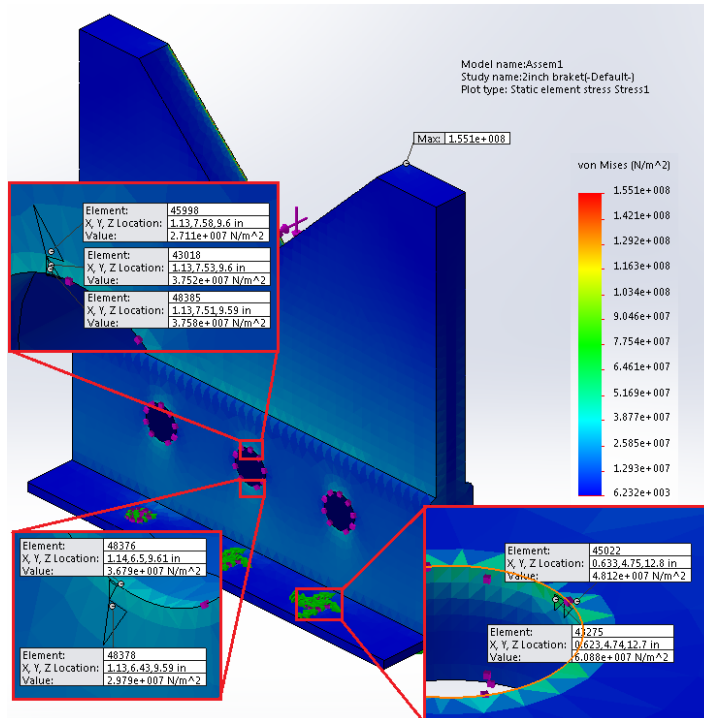 Model name:Assem1
Study name:2inch braket(-Default-)
Plot type: Static element stress Stress1
Max: 1.551e+008
von Mises (N/m^2)
1.551e+008
1.421e+008
1.292e+008
1.163e+008
1.034e+008
9.046e+007
7.754e+007
6.461e+007
5.169e+007
3.877e+007
2.585e+007
1.293e+007
6.232e+003
Element: 45998
X, Y, Z Location: 1.13,7.58,9.6 in
Value: 2.711e+007 N/m^2
Element: 43018
X, Y, Z Location: 1.13,7.53,9.6 in
Value: 3.752e+007 N/m^2
Element: 48385
X, Y, Z Location: 1.13,7.51,9.59 in
Value: 3.758e+007 N/m^2
Element: 48376
X, Y, Z Location: 1.14,6.5,9.61 in
Value: 3.679e+007 N/m^2
Element: 48378
X, Y, Z Location: 1.13,6.43,9.59 in
Value: 2.979e+007 N/m^2
Element: 45022
X, Y, Z Location: 0.633,4.75,12.8 in
Value: 4.812e+007 N/m^2
Element: 43275
X, Y, Z Location: 0.623,4.74,12.7 in
Value: 6.088e+007 N/m^2